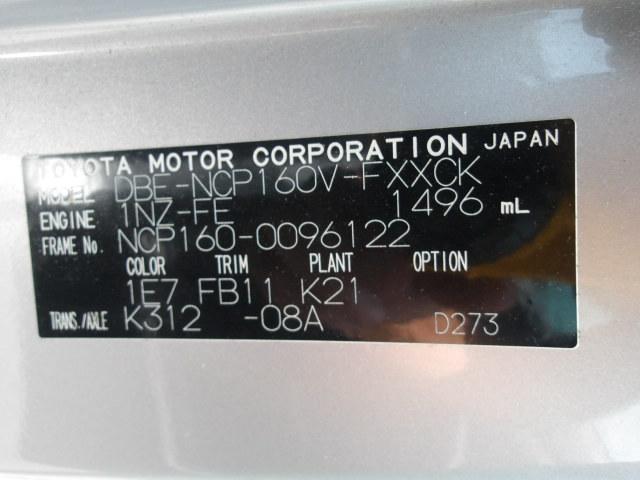 TOYOTA MOTOR CORPORATION JAPAN
MODEL DBE-NCP160V-FXXCK
ENGINE 1NZ-FE 1496 mL
FRAME No. NCP160-0096122
COLOR TRIM PLANT OPTION
1E7 FB11 K21
TRANS./AXLE K312 -08A D273